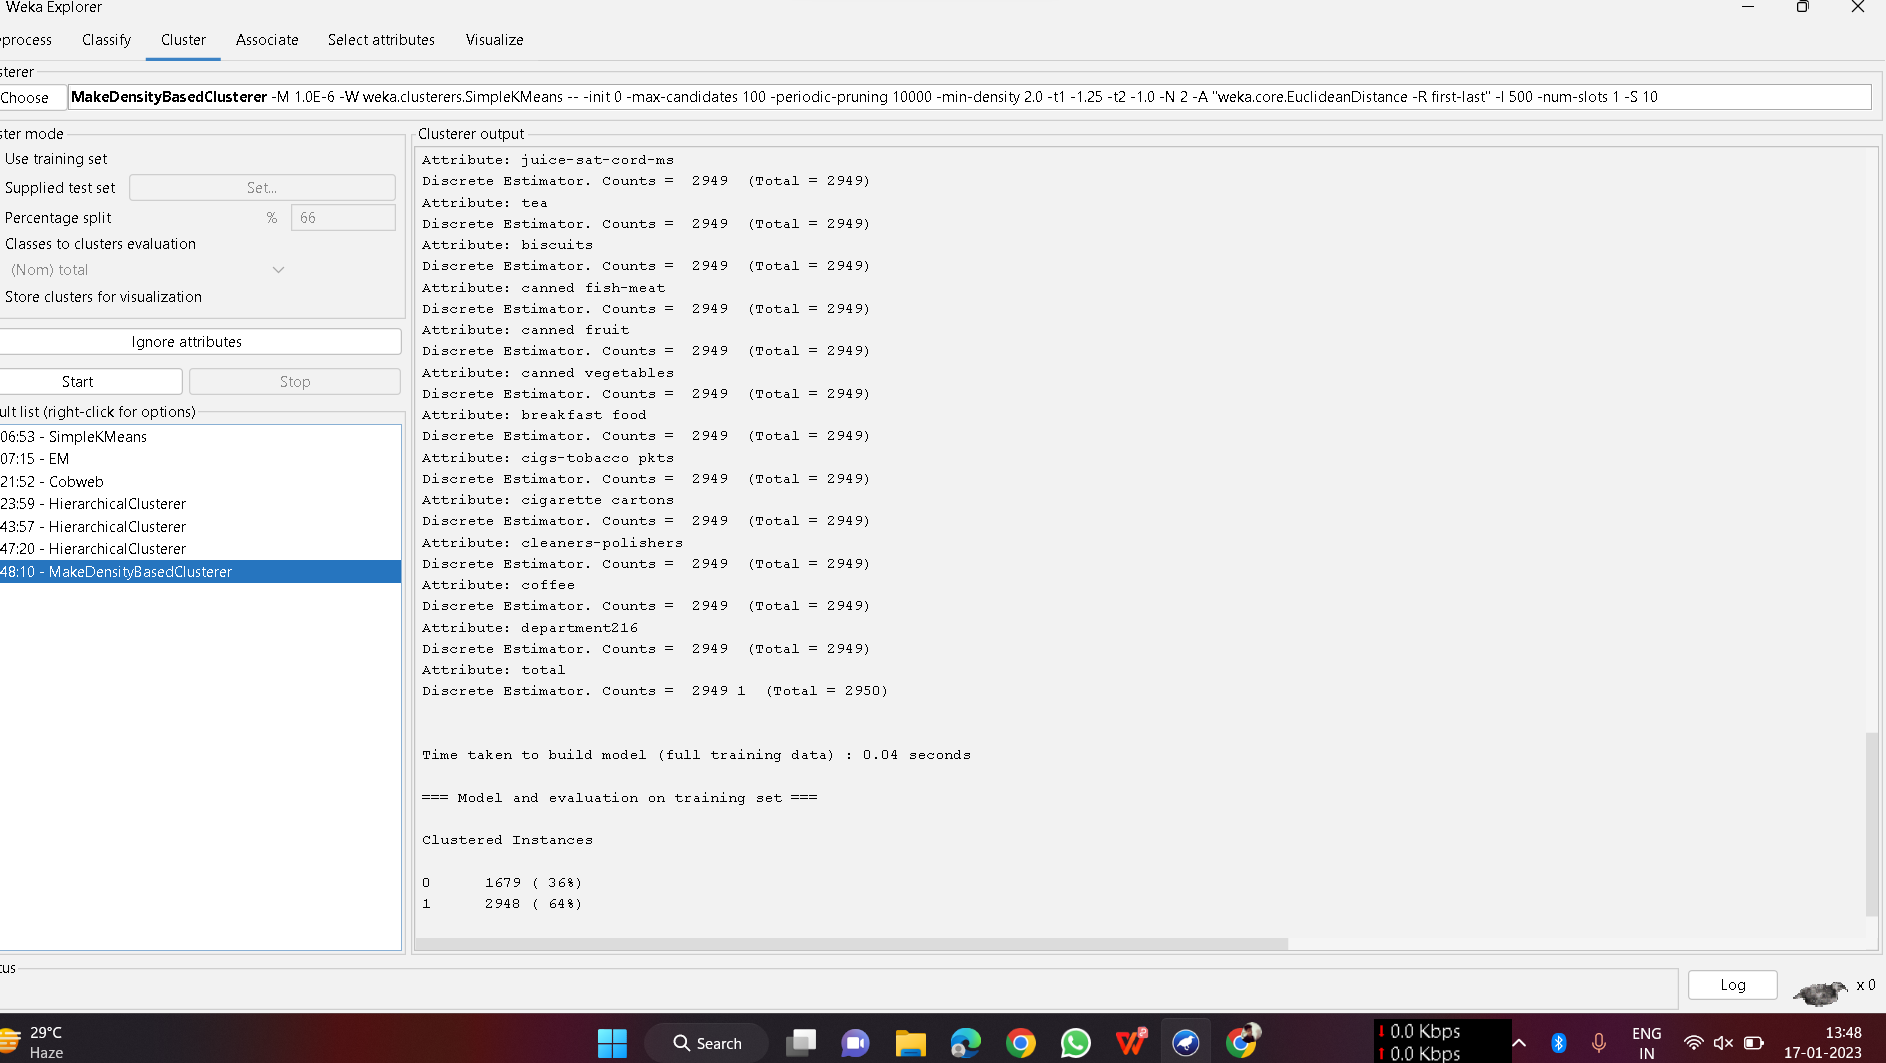 Weka Explorer
process Classify Cluster Associate Select attributes Visualize
sterer
Choose MakeDensityBasedClusterer -M 1.0E-6 -W weka.clusterers.SimpleKMeans -- -init 0 -max-candidates 100 -periodic-pruning 10000 -min-density 2.0 -t1 -1.25 -t2 -1.0 -N 2 -A "weka.core.EuclideanDistance -R first-last" -I 500 -num-slots 1 -S 10
ster mode
Use training set
Supplied test set Set...
Percentage split % 66
Classes to clusters evaluation
(Nom) total
Store clusters for visualization
Ignore attributes
Start Stop
ult list (right-click for options)
06:53 - SimpleKMeans
07:15 - EM
21:52 - Cobweb
23:59 - HierarchicalClusterer
43:57 - HierarchicalClusterer
47:20 - HierarchicalClusterer
48:10 - MakeDensityBasedClusterer
Clusterer output
Attribute: juice-sat-cord-ms
Discrete Estimator. Counts = 2949 (Total = 2949)
Attribute: tea
Discrete Estimator. Counts = 2949 (Total = 2949)
Attribute: biscuits
Discrete Estimator. Counts = 2949 (Total = 2949)
Attribute: canned fish-meat
Discrete Estimator. Counts = 2949 (Total = 2949)
Attribute: canned fruit
Discrete Estimator. Counts = 2949 (Total = 2949)
Attribute: canned vegetables
Discrete Estimator. Counts = 2949 (Total = 2949)
Attribute: breakfast food
Discrete Estimator. Counts = 2949 (Total = 2949)
Attribute: cigs-tobacco pkts
Discrete Estimator. Counts = 2949 (Total = 2949)
Attribute: cigarette cartons
Discrete Estimator. Counts = 2949 (Total = 2949)
Attribute: cleaners-polishers
Discrete Estimator. Counts = 2949 (Total = 2949)
Attribute: coffee
Discrete Estimator. Counts = 2949 (Total = 2949)
Attribute: department216
Discrete Estimator. Counts = 2949 (Total = 2949)
Attribute: total
Discrete Estimator. Counts = 2949 1 (Total = 2950)
Time taken to build model (full training data) : 0.04 seconds
=== Model and evaluation on training set ===
Clustered Instances
0 1679 ( 36%)
1 2948 ( 64%)
tus
Log x 0
29°C
Haze
Search
0.0 Kbps
0.0 Kbps
ENG
IN
13:48
17-01-2023